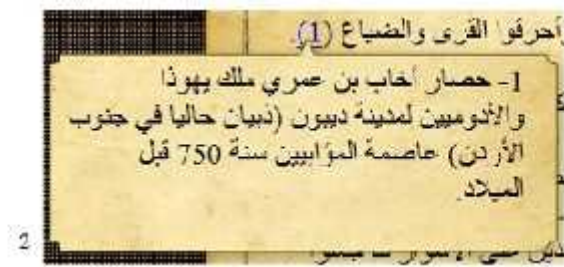 أحرقوا القرى والضياع (1)
1- حصار أخاب بن عمري ملك يهوذا
والأدوميين لمدينة ديبون (ذبيان حاليا في جنوب
الأردن) عاصمة المؤابيين سنة 750 قبل
الميلاد.
2